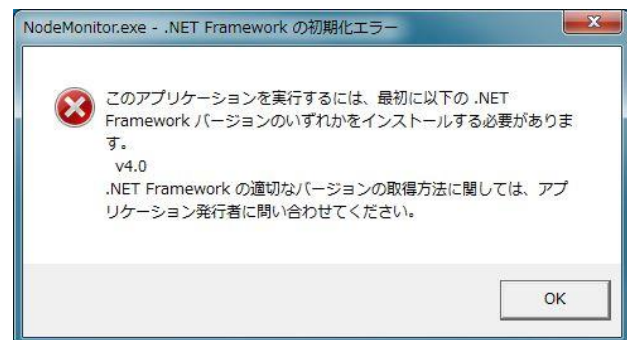 NodeMonitor.exe - .NET Framework の初期化エラー
このアプリケーションを実行するには、最初に以下の .NET
Framework バージョンのいずれかをインストールする必要がありま
す。
v4.0
.NET Framework の適切なバージョンの取得方法に関しては、アプ
リケーション発行者に問い合わせてください。
OK